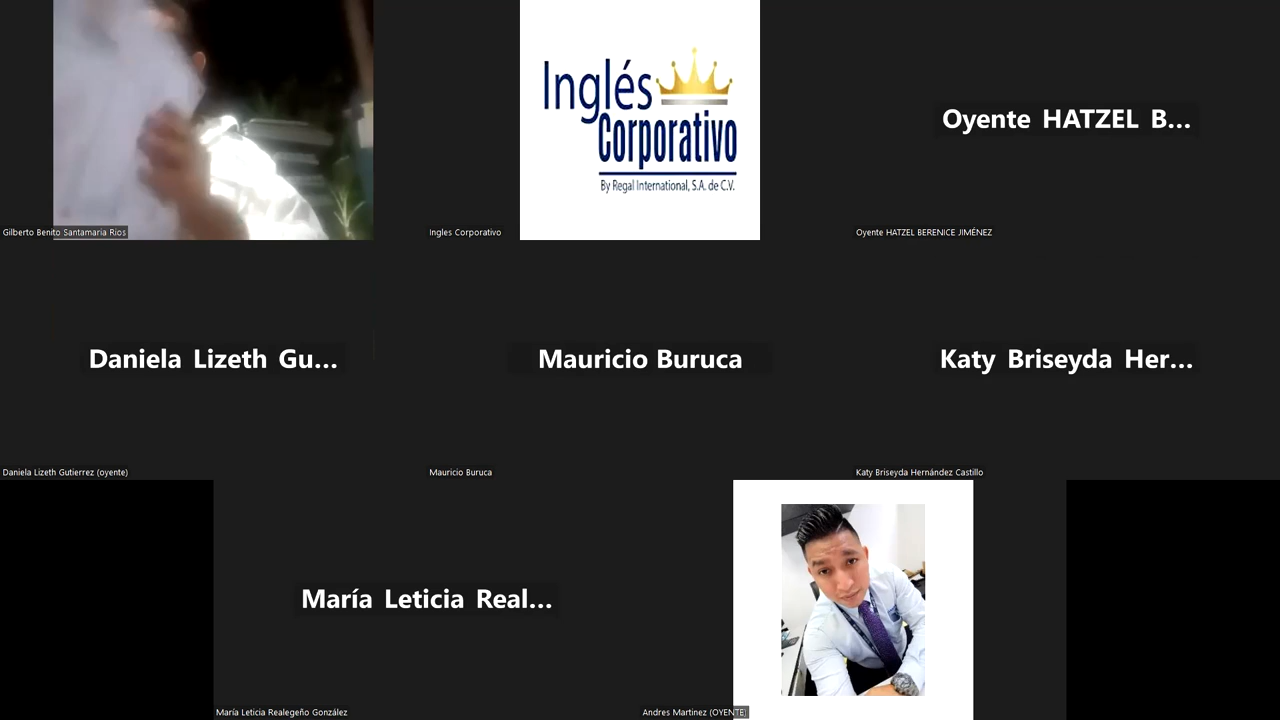 Inglés
Corporativo
By Regal International, S.A. de C.V.
Oyente HATZEL B...
Gilberto Benito Santamaria Rios
Ingles Corporativo
Oyente HATZEL BERENICE JIMÉNEZ
Daniela Lizeth Gu...
Mauricio Buruca
Katy Briseyda Her...
Daniela Lizeth Gutierrez (oyente)
Mauricio Buruca
Katy Briseyda Hernández Castillo
María Leticia Real...
María Leticia Realegeño González
Andres Martinez (OYENTE)